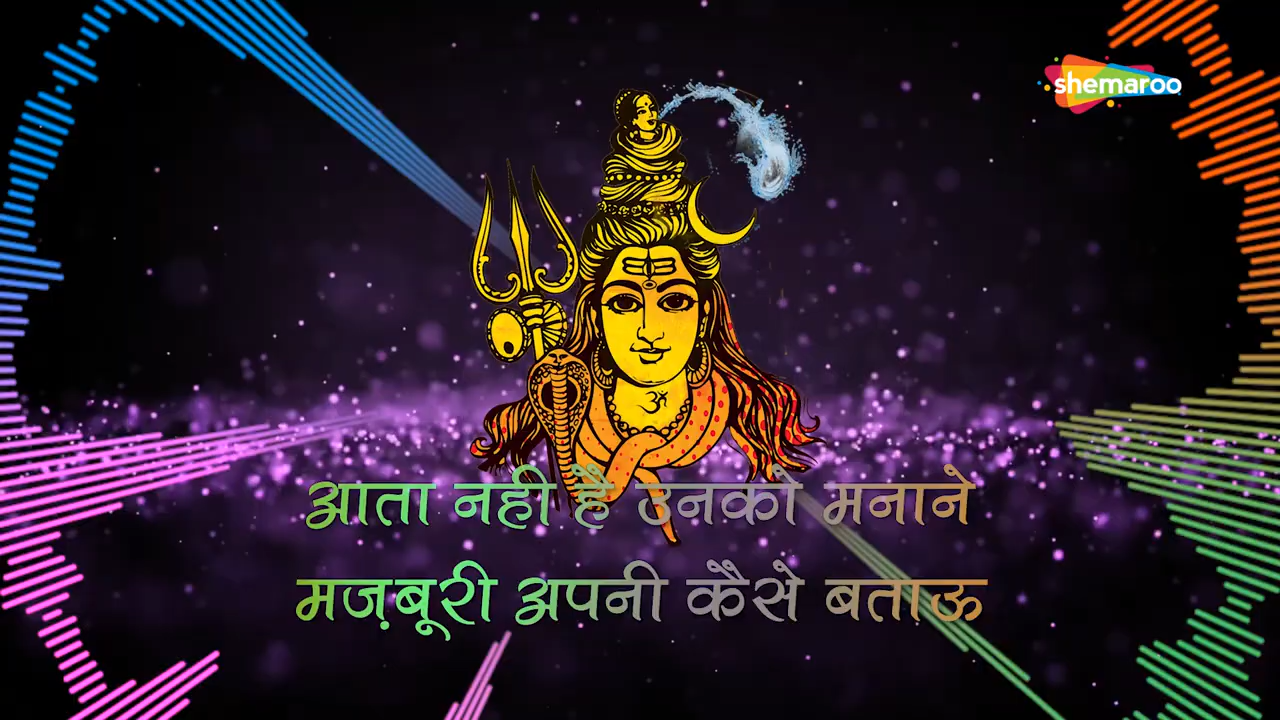 shemaroo
ॐ
आता नही है उनको मनाने
मज़बूरी अपनी कैसे बताऊ